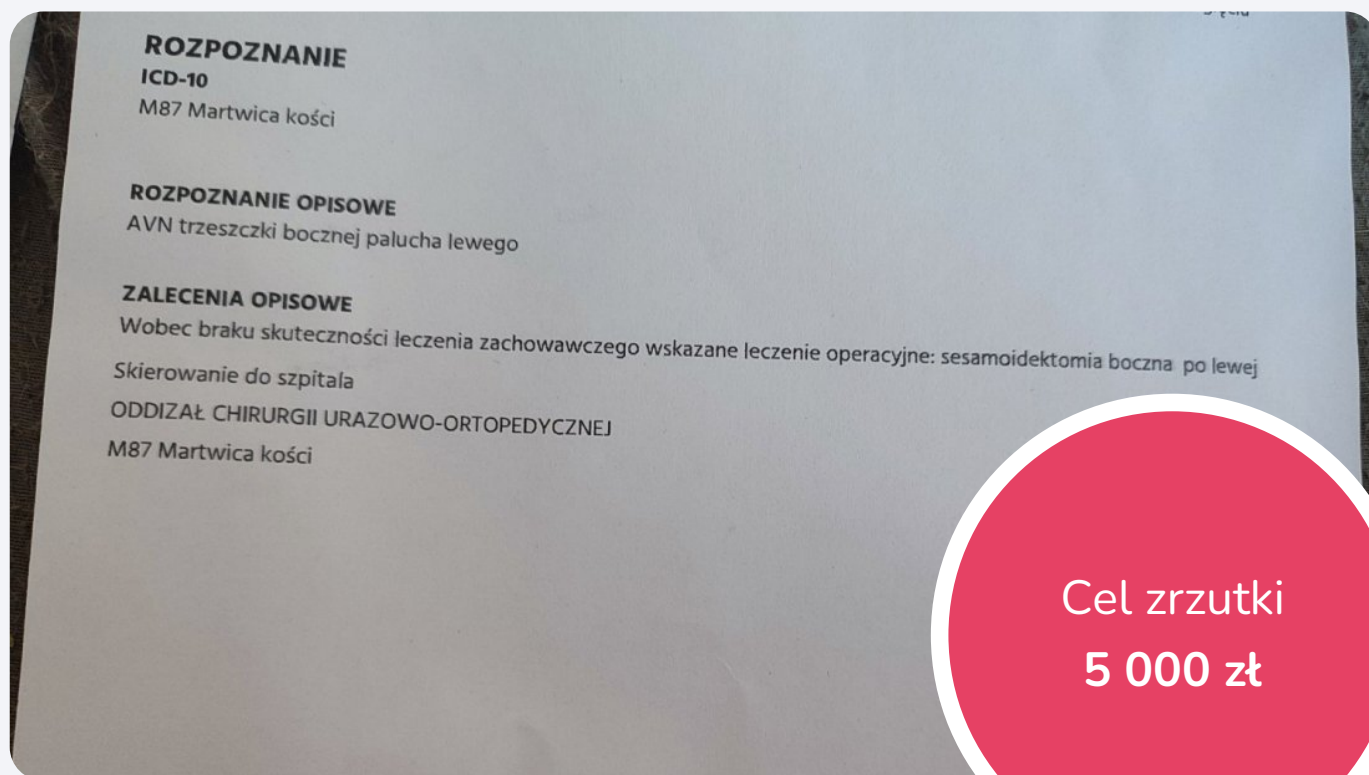 ROZPOZNANIE
ICD-10
M87 Martwica kości
ROZPOZNANIE OPISOWE
AVN trzeszczki bocznej palucha lewego
ZALECENIA OPISOWE
Wobec braku skuteczności leczenia zachowawczego wskazane leczenie operacyjne: sesamoidektomia boczna po lewej
Skierowanie do szpitala
ODDIZAŁ CHIRURGII URAZOWO-ORTOPEDYCZNEJ
M87 Martwica kości
Cel zrzutki
5 000 zł